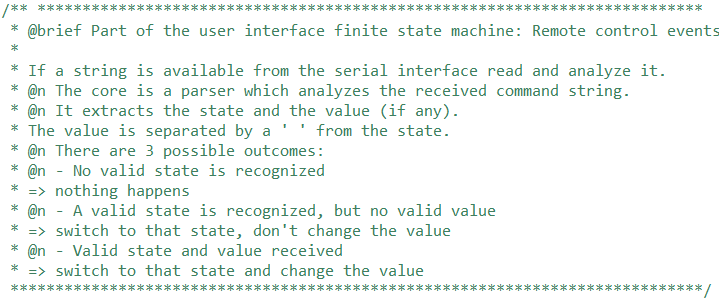 /** **************************************************************************
* @brief Part of the user interface finite state machine: Remote control events
*
* If a string is available from the serial interface read and analyze it.
* @n The core is a parser which analyzes the received command string.
* @n It extracts the state and the value (if any).
* The value is separated by a ' ' from the state.
* @n There are 3 possible outcomes:
* @n - No valid state is recognized
* => nothing happens
* @n - A valid state is recognized, but no valid value
* => switch to that state, don't change the value
* @n - Valid state and value received
* => switch to that state and change the value
*****************************************************************************/